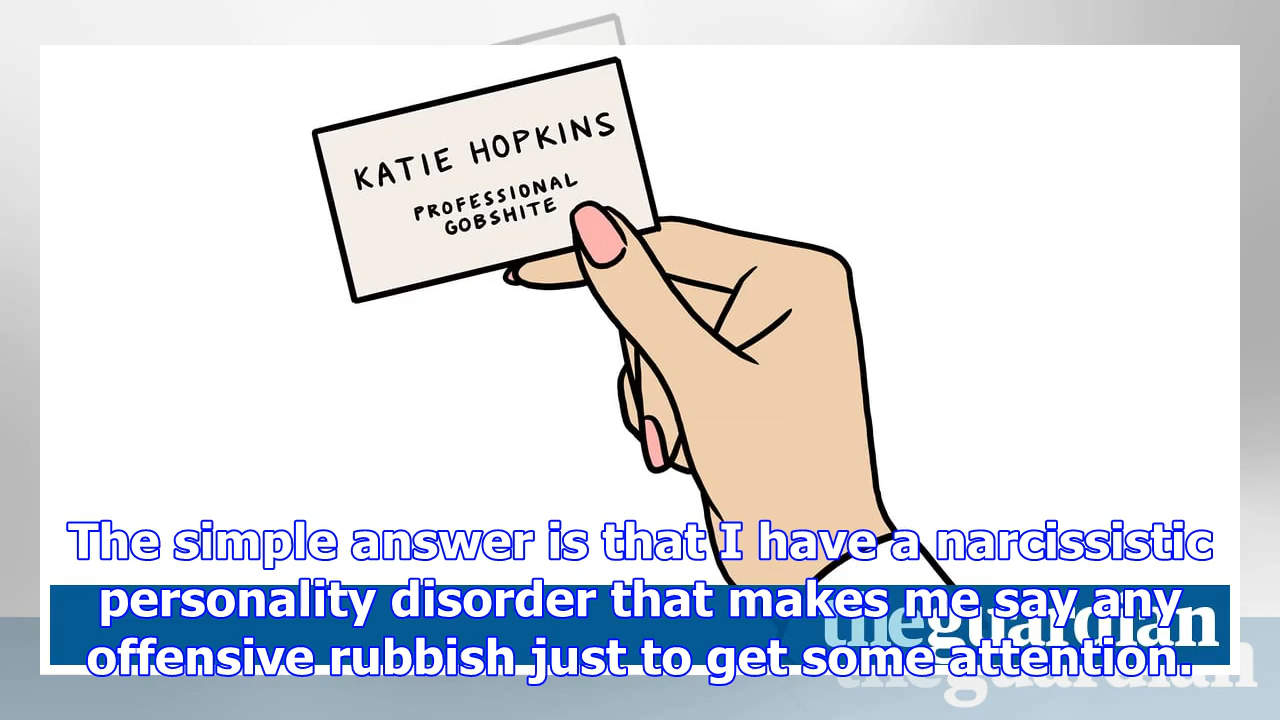 KATIE HOPKINS
PROFESSIONAL
GOBSHITE
The simple answer is that I have a narcissistic
personality disorder that makes me say any
offensive rubbish just to get some attention.
theguardian
theguardian